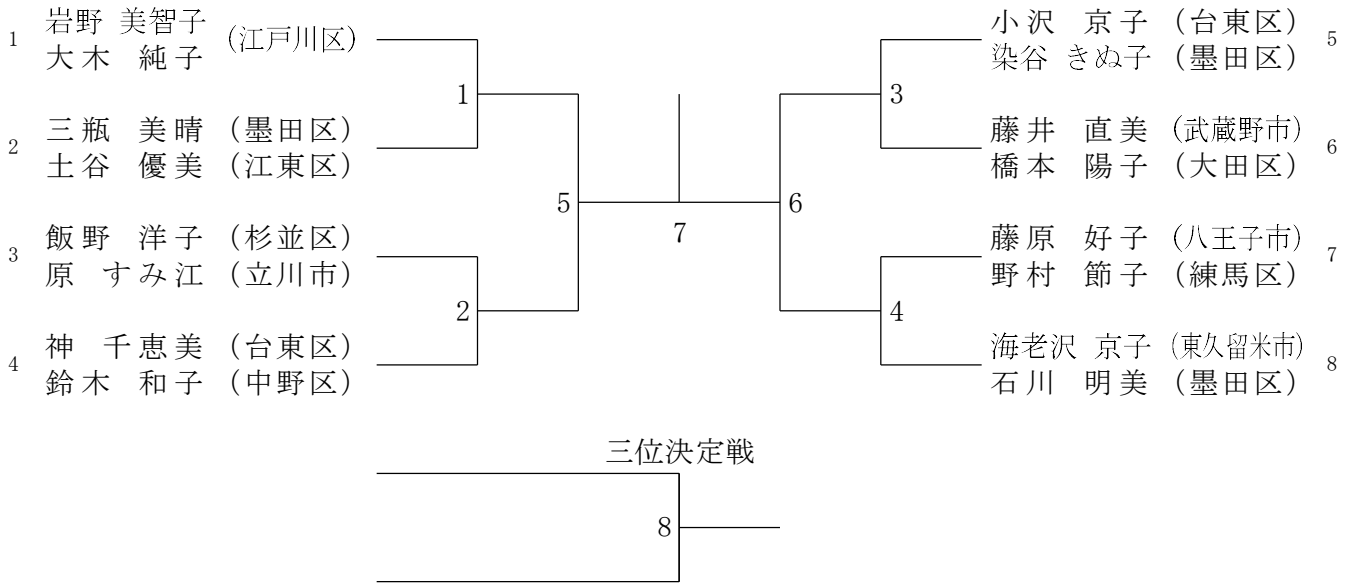 1 岩野 美智子 (江戸川区)
大木 純子
2 三瓶 美晴 (墨田区)
土谷 優美 (江東区)
3 飯野 洋子 (杉並区)
原 すみ江 (立川市)
4 神 千恵美 (台東区)
鈴木 和子 (中野区)
1
2
5
7
6
3
4
小沢 京子 (台東区) 5
染谷 きぬ子 (墨田区)
藤井 直美 (武蔵野市) 6
橋本 陽子 (大田区)
藤原 好子 (八王子市) 7
野村 節子 (練馬区)
海老沢 京子 (東久留米市) 8
石川 明美 (墨田区)
三位決定戦
8